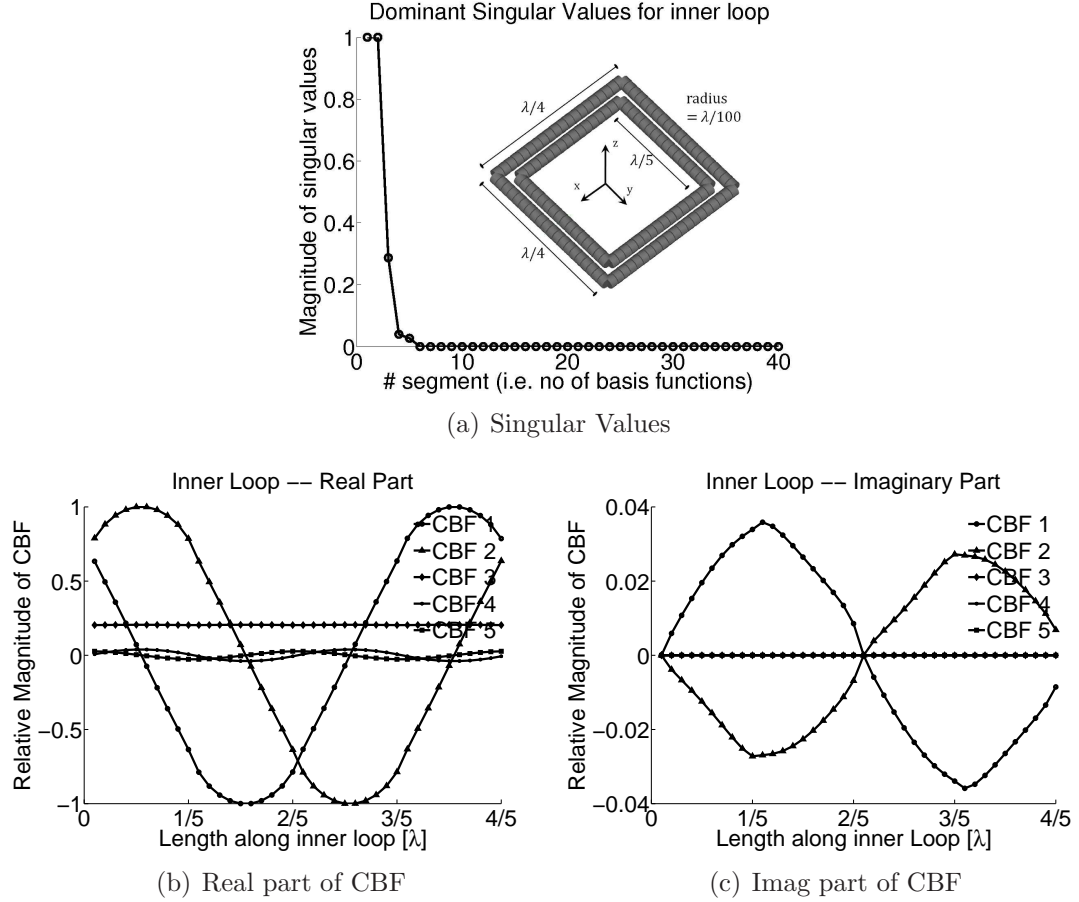 Dominant Singular Values for inner loop
Magnitude of singular values
1
0.8
0.6
0.4
0.2
0
0 10 20 30 40
# segment (i.e. no of basis functions)
λ/4
radius
= λ/100
λ/5
z
x
y
λ/4
(a) Singular Values
Inner Loop −− Real Part
Relative Magnitude of CBF
1
0.5
0
−0.5
−1
0 1/5 2/5 3/5 4/5
Length along inner loop [λ]
CBF 1
CBF 2
CBF 3
CBF 4
CBF 5
(b) Real part of CBF
Inner Loop −− Imaginary Part
Relative Magnitude of CBF
0.04
0.02
0
−0.02
−0.04
0 1/5 2/5 3/5 4/5
Length along inner Loop [λ]
CBF 1
CBF 2
CBF 3
CBF 4
CBF 5
(c) Imag part of CBF